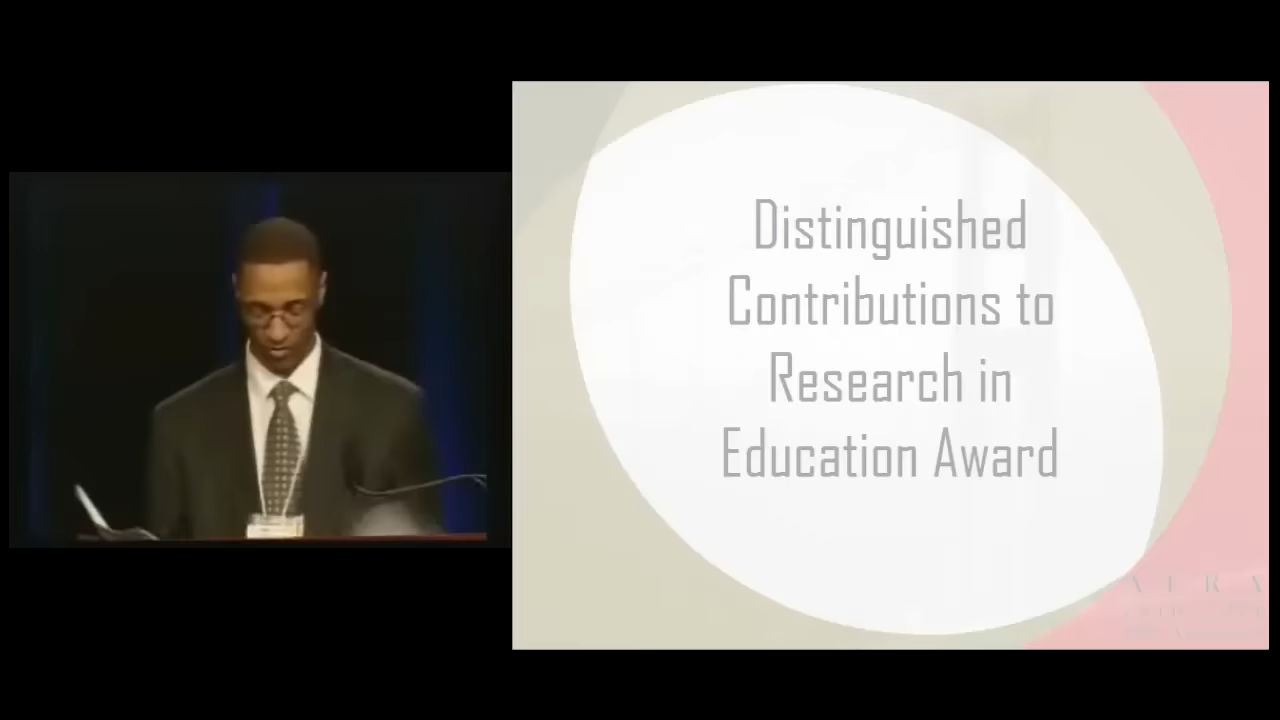 Distinguished
Contributions to
Research in
Education Award
A E R A